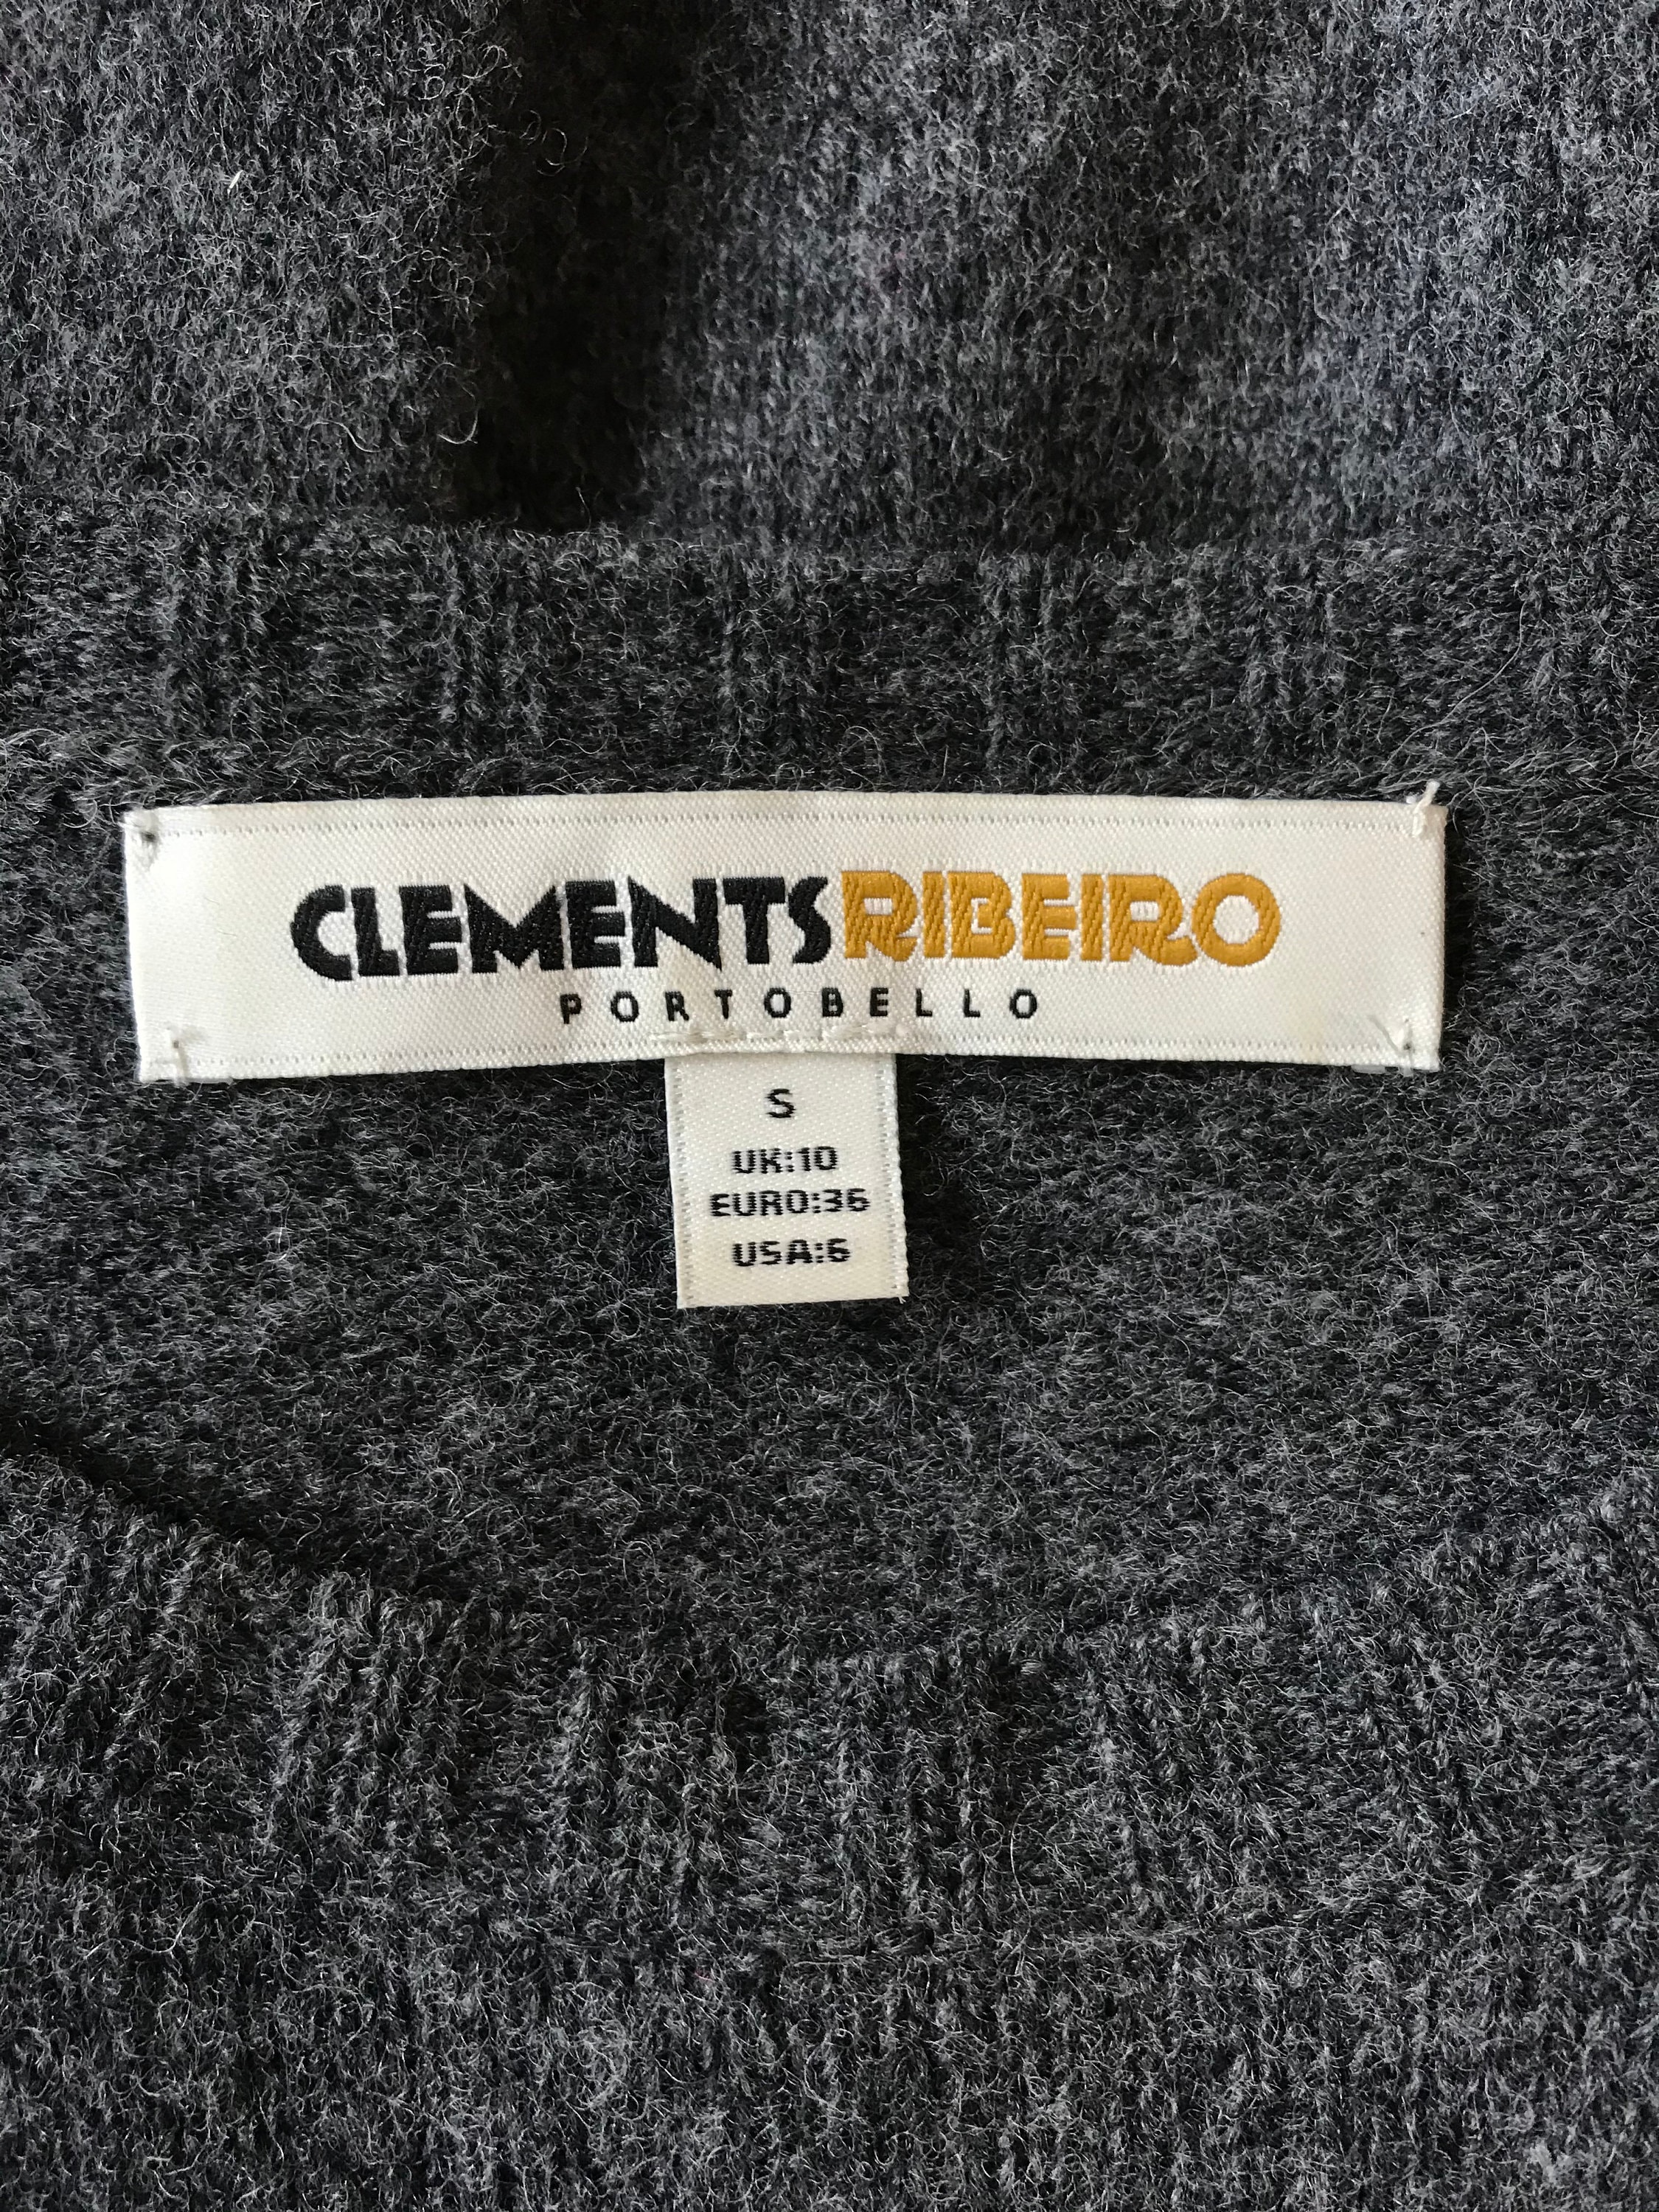 CLEMENTSRIBEIRO
PORTOBELLO
S
UK:10
EURO:36
USA:6